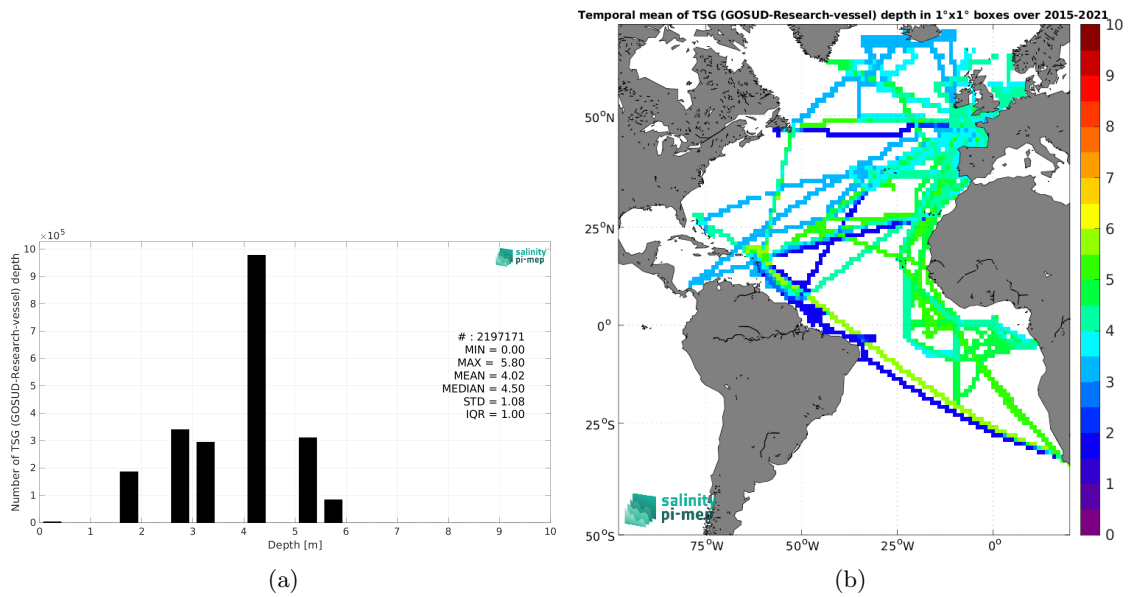 ×10⁵
10
9
8
7
6
5
4
3
2
1
0
Number of TSG (GOSUD-Research-vessel) depth
salinity
pi-mep
# : 2197171
MIN = 0.00
MAX = 5.80
MEAN = 4.02
MEDIAN = 4.50
STD = 1.08
IQR = 1.00
0 1 2 3 4 5 6 7 8 9 10
Depth [m]
(a)
Temporal mean of TSG (GOSUD-Research-vessel) depth in 1°x1° boxes over 2015-2021
50°N
25°N
0°
25°S
50°S
75°W 50°W 25°W 0°
salinity
pi-mep
10
9
8
7
6
5
4
3
2
1
0
(b)